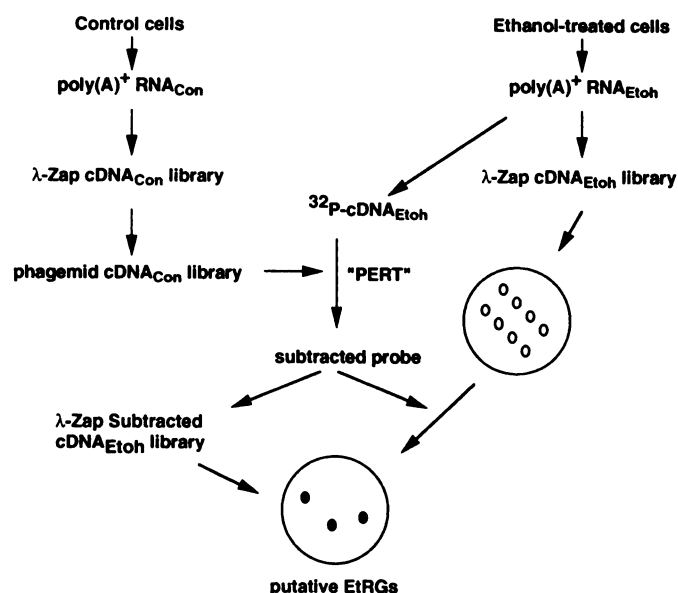 Control cells
Ethanol-treated cells
poly(A)+ RNACon
poly(A)+ RNAEtoh
λ-Zap cDNACon library
λ-Zap cDNAEtoh library
32P-cDNAEtoh
phagemid cDNACon library
"PERT"
subtracted probe
λ-Zap Subtracted
cDNAEtoh library
putative EtRGs